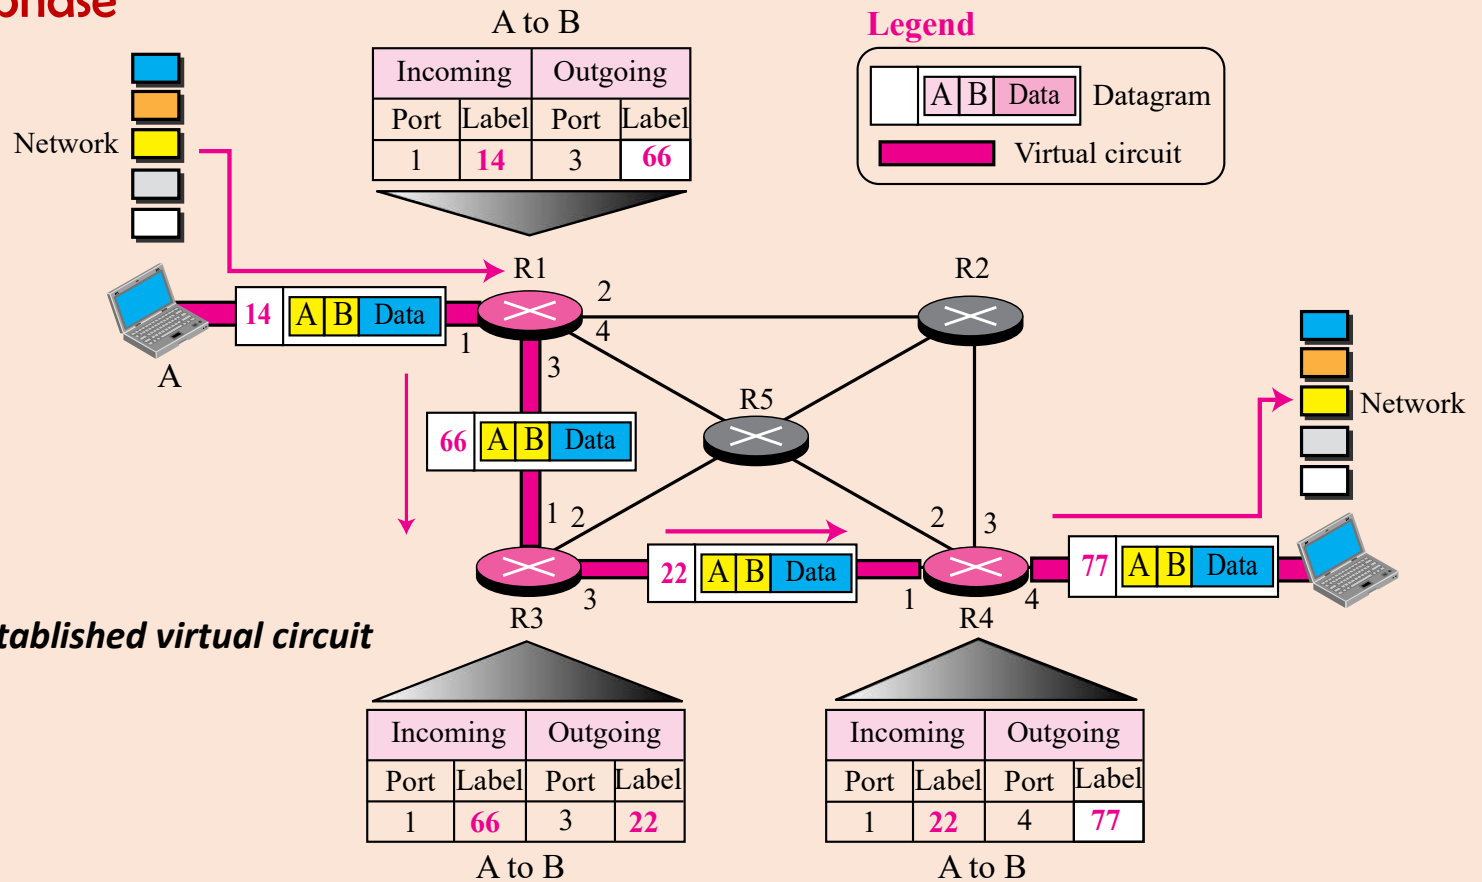 phase
A to B
Incoming Outgoing
Port Label Port Label
1 14 3 66
Legend
A B Data Datagram
Virtual circuit
Network
R1
R2
2
4
14 A B Data
1
3
A
R5
66 A B Data
Network
1 2
2 3
22 A B Data
77 A B Data
3
1
4
R3
R4
tablished virtual circuit
Incoming Outgoing
Port Label Port Label
1 66 3 22
A to B
Incoming Outgoing
Port Label Port Label
1 22 4 77
A to B